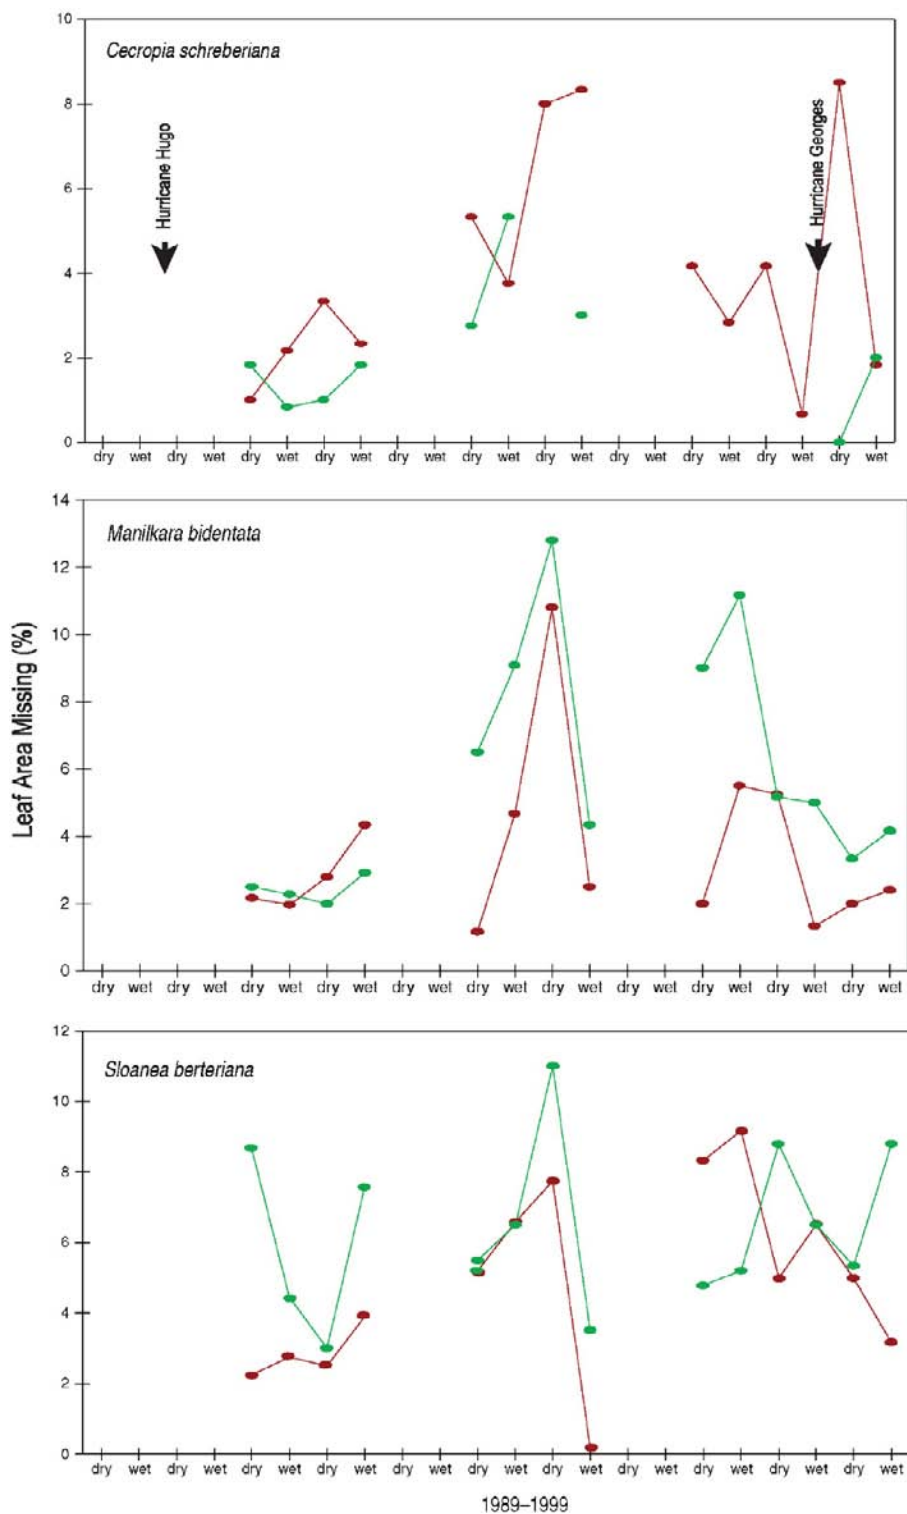 10
Cecropia schreberiana
8
Hurricane Hugo
Hurricane Georges
6
4
2
0
dry wet dry wet dry wet dry wet dry wet dry wet dry wet dry wet dry wet dry wet dry wet
14
Manilkara bidentata
12
10
Leaf Area Missing (%)
8
6
4
2
0
dry wet dry wet dry wet dry wet dry wet dry wet dry wet dry wet dry wet dry wet dry wet
12
Sloanea berteriana
10
8
6
4
2
0
dry wet dry wet dry wet dry wet dry wet dry wet dry wet dry wet dry wet dry wet dry wet
1989–1999